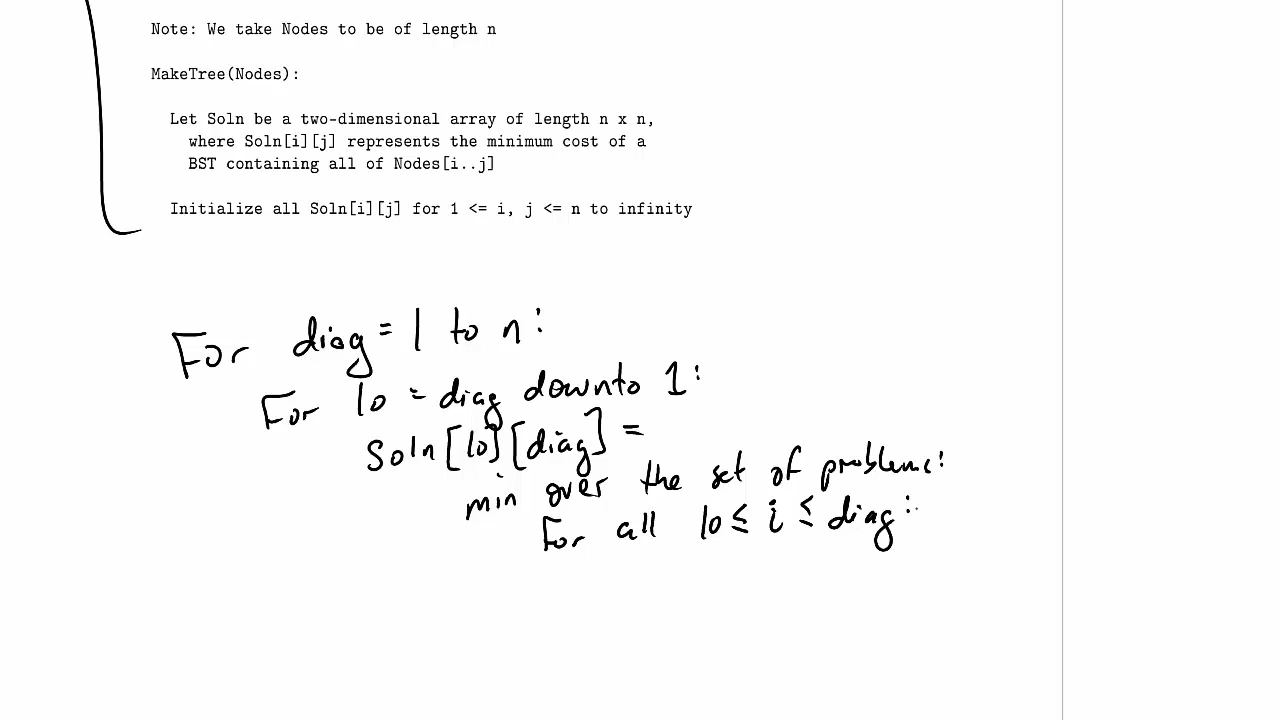 Note: We take Nodes to be of length n
MakeTree(Nodes):
Let Soln be a two-dimensional array of length n x n,
where Soln[i][j] represents the minimum cost of a
BST containing all of Nodes[i..j]
Initialize all Soln[i][j] for 1 <= i, j <= n to infinity
For diag = 1 to n:
For lo = diag downto 1:
Soln[lo][diag] =
min over the set of problems:
For all lo ≤ i ≤ diag: